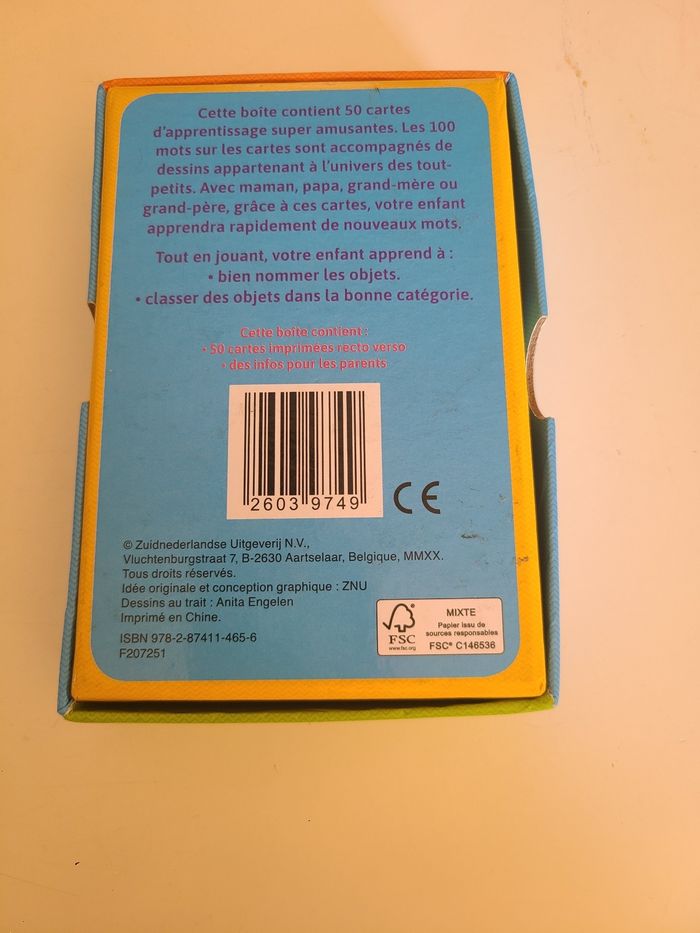 Cette boîte contient 50 cartes
d'apprentissage super amusantes. Les 100
mots sur les cartes sont accompagnés de
dessins appartenant à l'univers des tout-
petits. Avec maman, papa, grand-mère ou
grand-père, grâce à ces cartes, votre enfant
apprendra rapidement de nouveaux mots.
Tout en jouant, votre enfant apprend à :
• bien nommer les objets.
• classer des objets dans la bonne catégorie.
Cette boîte contient :
• 50 cartes imprimées recto verso
• des infos pour les parents
2603 9749
CE
© Zuidnederlandse Uitgeverij N.V.,
Vluchtenburgstraat 7, B-2630 Aartselaar, Belgique, MMXX.
Tous droits réservés.
Idée originale et conception graphique : ZNU
Dessins au trait : Anita Engelen
Imprimé en Chine.
ISBN 978-2-87411-465-6
F207251
FSC
www.fsc.org
MIXTE
Papier issu de
sources responsables
FSC® C146536